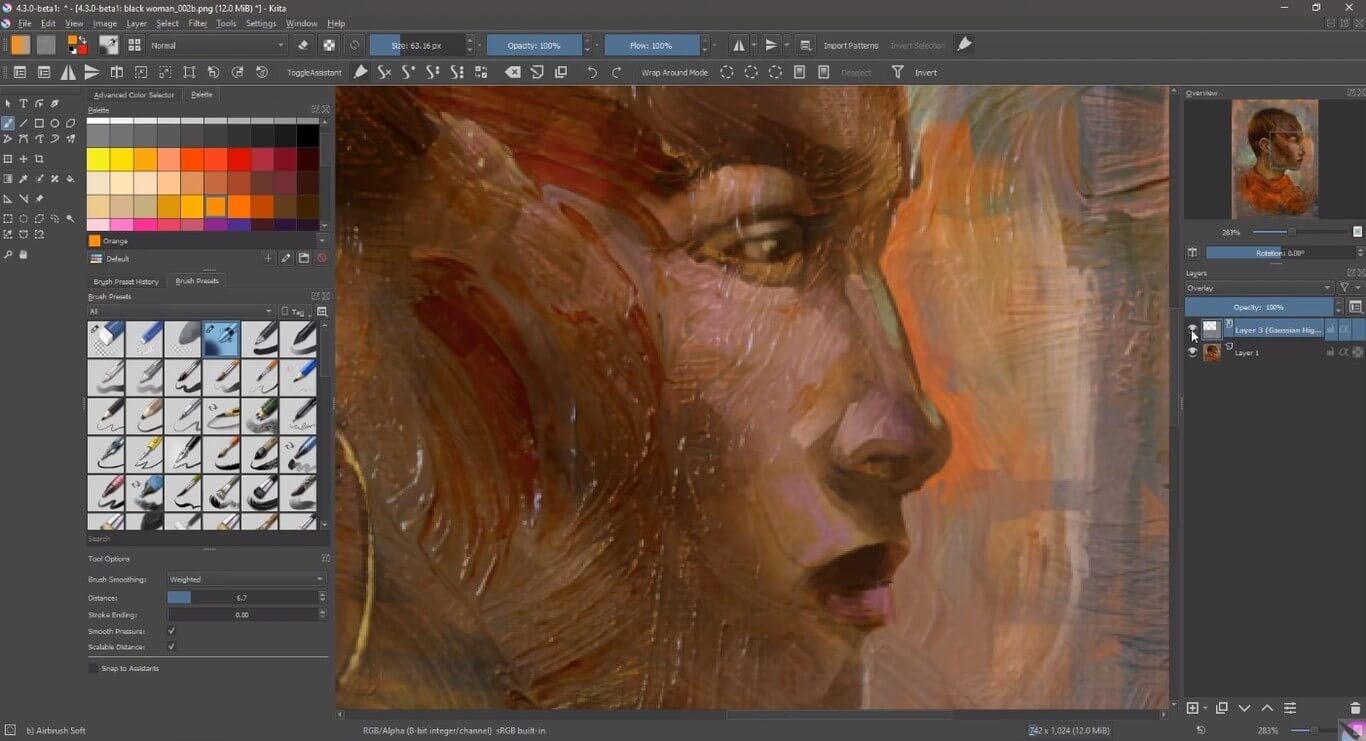 4.3.0-beta1: * - [4.3.0-beta1: black woman_002b.png (12.0 MiB) *] - Krita
File Edit View Image Layer Select Filter Tools Settings Window Help
Normal Size: 63.16 px Opacity: 100% Flow: 100% Import Patterns Invert Selection
ToggleAssistant Wrap Around Mode Deselect Invert
Advanced Color Selector Palette
Palette
Orange
Default
Brush Preset History Brush Presets
Brush Presets
All Tag
Search
Tool Options
Brush Smoothing: Weighted
Distance: 6.7
Stroke Ending: 0.00
Smooth Pressure:
Scalable Distance:
Snap to Assistants
Overview
283%
Rotation: 0.00°
Layers
Overlay
Opacity: 100%
Layer 3 (Gaussian Hig...
Layer 1
b) Airbrush Soft RGB/Alpha (8-bit integer/channel) sRGB built-in 742 x 1,024 (12.0 MiB) 283%